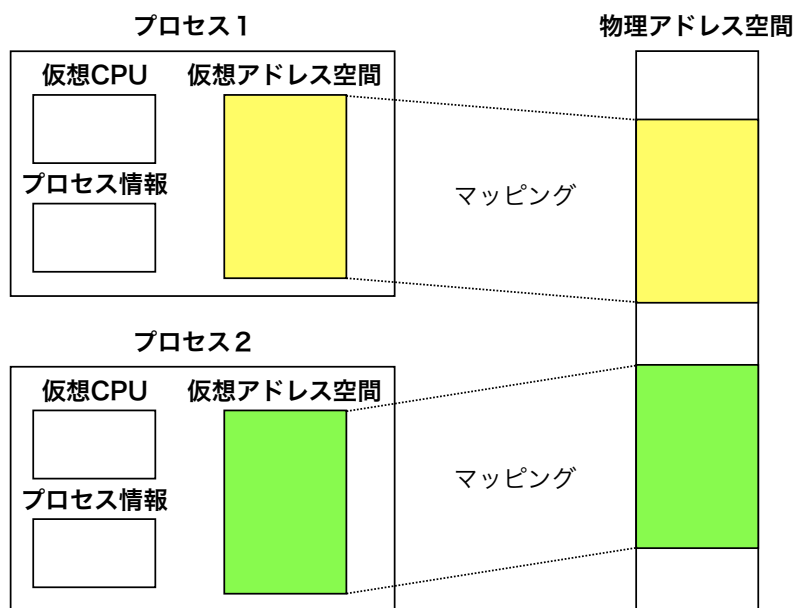 プロセス１
物理アドレス空間
仮想CPU
仮想アドレス空間
プロセス情報
マッピング
プロセス２
仮想CPU
仮想アドレス空間
プロセス情報
マッピング